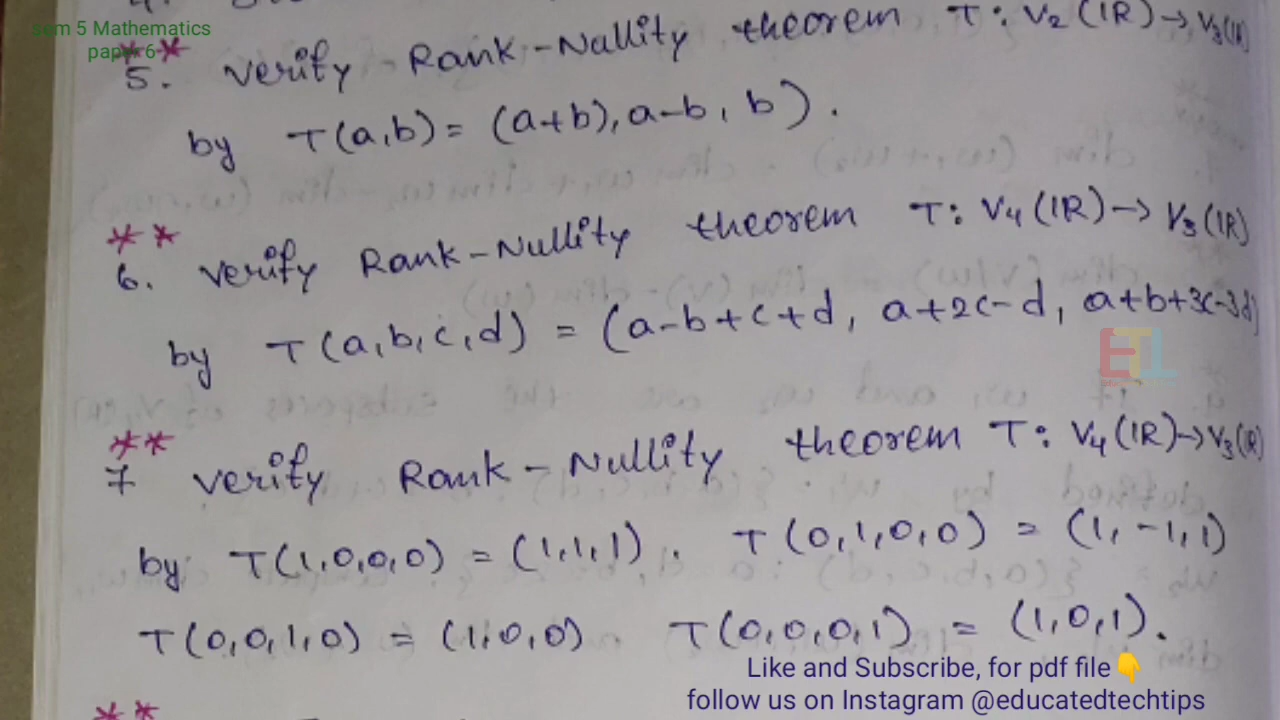 sem 5 Mathematics
paper 6
**
5. Verify Rank-Nullity theorem T: V₂(IR)→V₃(IR)
by T(a,b)= (a+b), a-b, b).
**
6. Verify Rank-Nullity theorem T: V₄(IR)→ V₃(IR)
by T(a,b,c,d) = (a-b+c+d, a+2c-d, a+b+3c-3d)
ETL
**
7 Verify Rank-Nullity theorem T: V₄(IR)→V₃(IR)
by T(1,0,0,0) = (1,1,1). T(0,1,0,0) = (1,-1,1)
T(0,0,1,0) = (1,0,0) T(0,0,0,1) = (1,0,1).
**
Like and Subscribe, for pdf file👇
follow us on Instagram @educatedtechtips